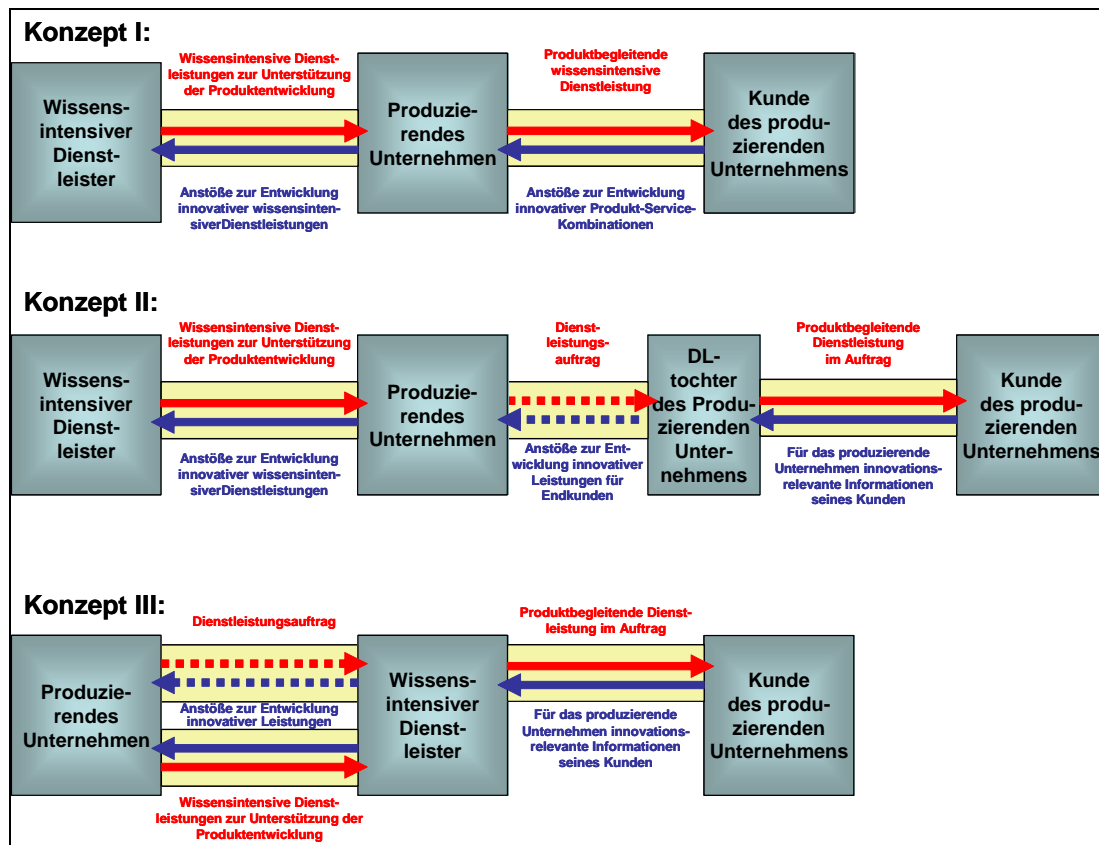 Konzept I:
Wissensintensive Dienst-
leistungen zur Unterstützung
der Produktentwicklung
Produktbegleitende
wissensintensive
Dienstleistung
Wissens-
intensiver
Dienst-
leister
Produzie-
rendes
Unternehmen
Kunde
des produ-
zierenden
Unternehmens
Anstöße zur Entwicklung
innovativer wissensinten-
siverDienstleistungen
Anstöße zur Entwicklung
innovativer Produkt-Service-
Kombinationen
Konzept II:
Wissensintensive Dienst-
leistungen zur Unterstützung
der Produktentwicklung
Dienst-
leistungs-
auftrag
Produktbegleitende
Dienstleistung
im Auftrag
Wissens-
intensiver
Dienst-
leister
Produzie-
rendes
Unternehmen
DL-
tochter
des Produ-
zierenden
Unter-
nehmens
Kunde
des produ-
zierenden
Unternehmens
Anstöße zur Entwicklung
innovativer wissensinten-
siverDienstleistungen
Anstöße zur Ent-
wicklung innovativer
Leistungen für
Endkunden
Für das produzierende
Unternehmen innovations-
relevante Informationen
seines Kunden
Konzept III:
Dienstleistungsauftrag
Produktbegleitende Dienst-
leistung im Auftrag
Produzie-
rendes
Unternehmen
Wissens-
intensiver
Dienst-
leister
Kunde
des produ-
zierenden
Unternehmens
Anstöße zur Entwicklung
innovativer Leistungen
Für das produzierende
Unternehmen innovations-
relevante Informationen
seines Kunden
Wissensintensive Dienst-
leistungen zur Unterstützung der
Produktentwicklung